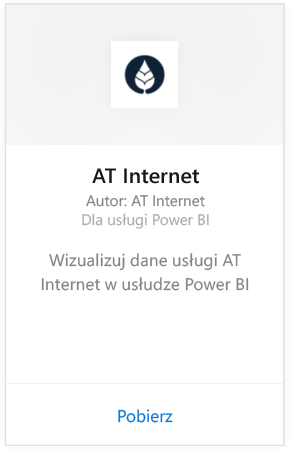 AT Internet
Autor: AT Internet
Dla usługi Power BI
Wizualizuj dane usługi AT
Internet w usłudze Power BI
Pobierz